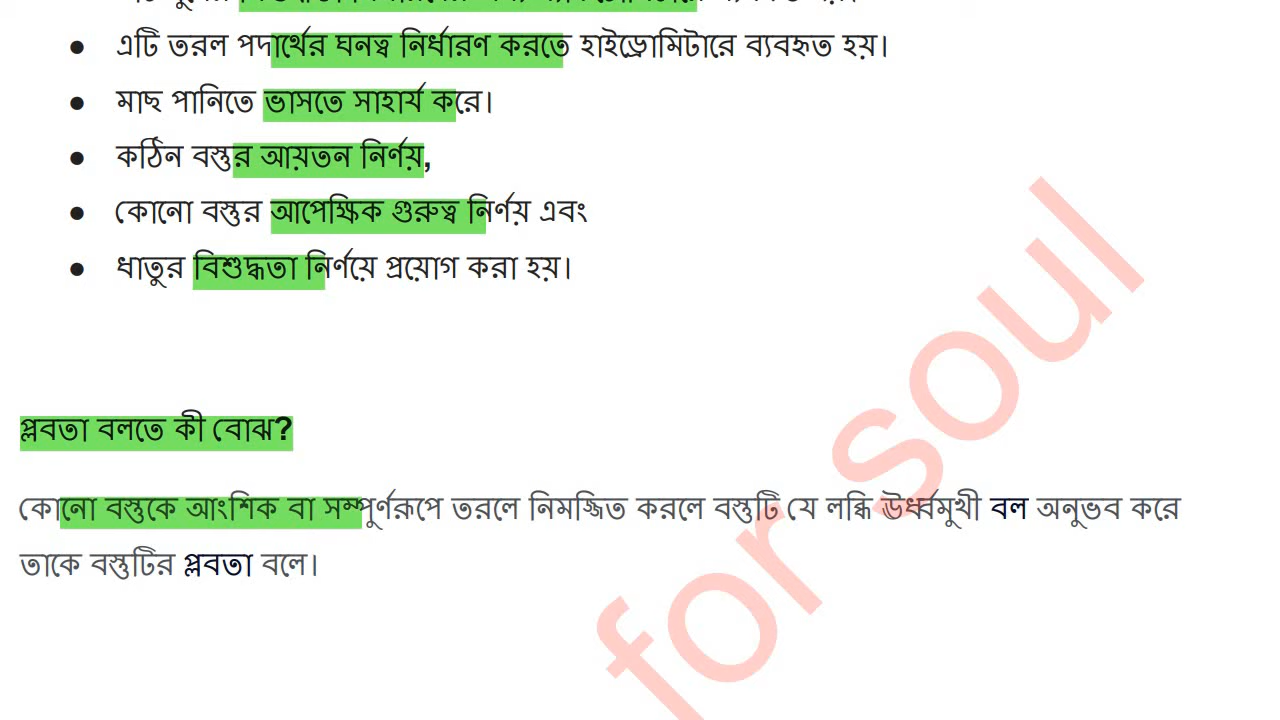 ● এটি তরল পদার্থের ঘনত্ব নির্ধারণ করতে হাইড্রোমিটারে ব্যবহৃত হয়।
● মাছ পানিতে ভাসতে সাহার্য করে।
● কঠিন বস্তুর আয়তন নির্ণয়,
● কোনো বস্তুর আপেক্ষিক গুরুত্ব নির্ণয় এবং
● ধাতুর বিশুদ্ধতা নির্ণয়ে প্রয়োগ করা হয়।
প্লবতা বলতে কী বোঝ?
কোনো বস্তুকে আংশিক বা সম্পুর্ণরূপে তরলে নিমজ্জিত করলে বস্তুটি যে লব্ধি ঊর্ধ্বমুখী বল অনুভব করে
তাকে বস্তুটির প্লবতা বলে।
for soul